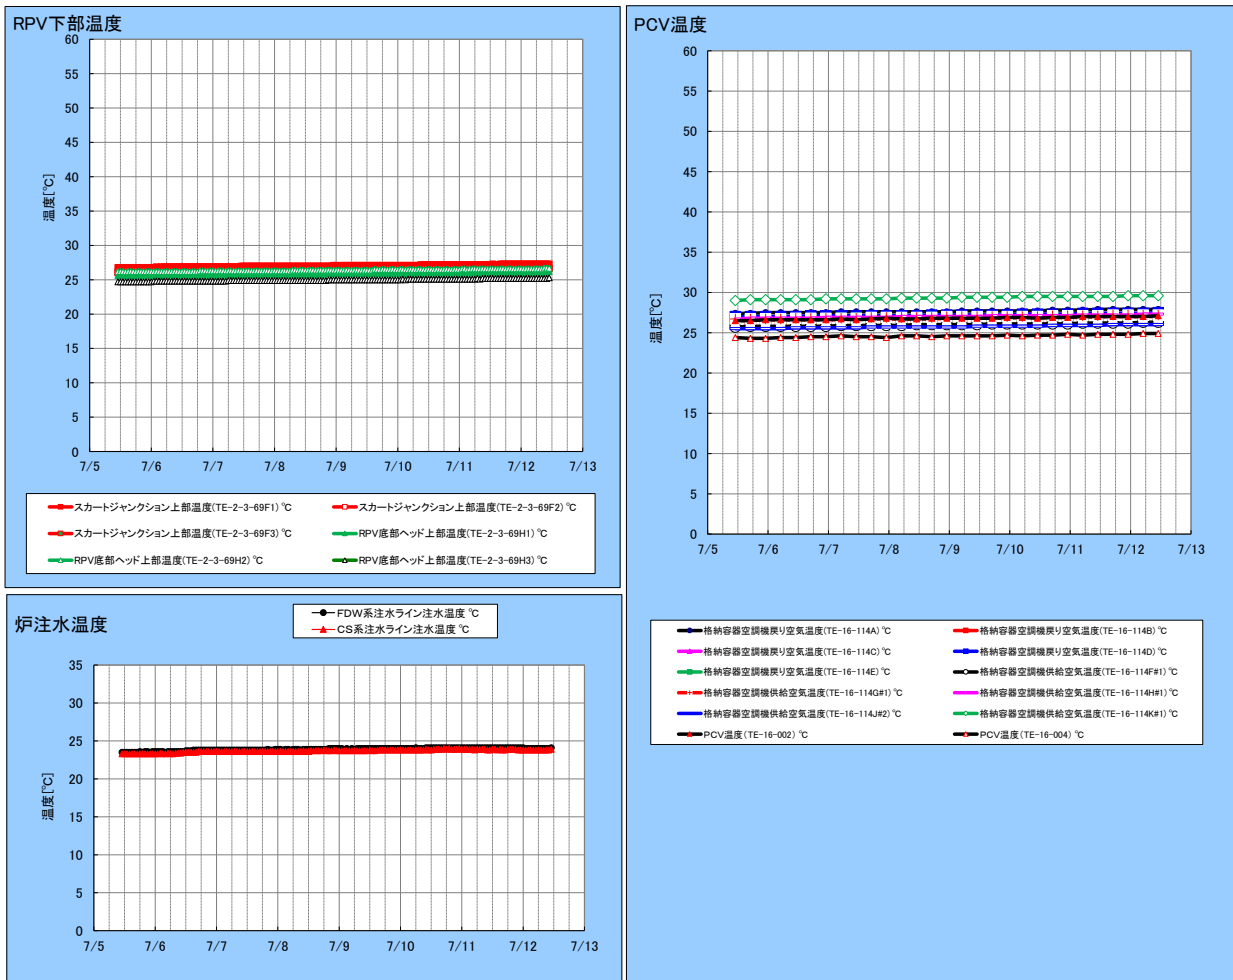 RPV下部温度
60
55
50
45
40
35
30
25
20
15
10
5
0
温度[℃]
7/5
7/6
7/7
7/8
7/9
7/10
7/11
7/12
7/13
スカートジャンクション上部温度(TE-2-3-69F1) ℃
スカートジャンクション上部温度(TE-2-3-69F2) ℃
スカートジャンクション上部温度(TE-2-3-69F3) ℃
RPV底部ヘッド上部温度(TE-2-3-69H1) ℃
RPV底部ヘッド上部温度(TE-2-3-69H2) ℃
RPV底部ヘッド上部温度(TE-2-3-69H3) ℃
炉注水温度
FDW系注水ライン注水温度 ℃
CS系注水ライン注水温度 ℃
35
30
25
20
15
10
5
0
温度[℃]
7/5
7/6
7/7
7/8
7/9
7/10
7/11
7/12
7/13
PCV温度
60
55
50
45
40
35
30
25
20
15
10
5
0
温度[℃]
7/5
7/6
7/7
7/8
7/9
7/10
7/11
7/12
7/13
格納容器空調機戻り空気温度(TE-16-114A) ℃
格納容器空調機戻り空気温度(TE-16-114B) ℃
格納容器空調機戻り空気温度(TE-16-114C) ℃
格納容器空調機戻り空気温度(TE-16-114D) ℃
格納容器空調機戻り空気温度(TE-16-114E) ℃
格納容器空調機供給空気温度(TE-16-114F#1) ℃
格納容器空調機供給空気温度(TE-16-114G#1) ℃
格納容器空調機供給空気温度(TE-16-114H#1) ℃
格納容器空調機供給空気温度(TE-16-114J#2) ℃
格納容器空調機供給空気温度(TE-16-114K#1) ℃
PCV温度(TE-16-002) ℃
PCV温度(TE-16-004) ℃